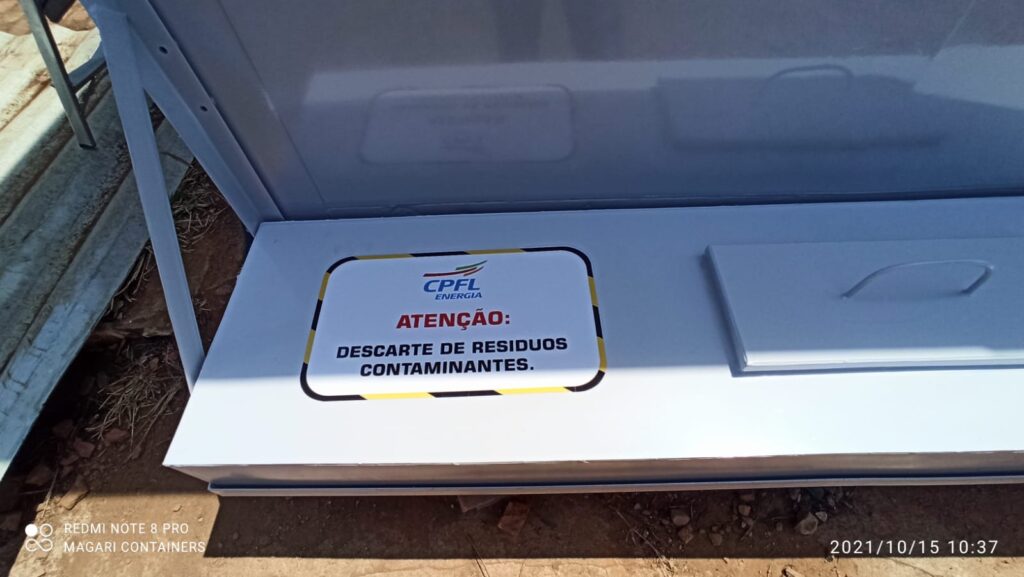 CPFL
ENERGIA
ATENÇÃO:
DESCARTE DE RESIDUOS
CONTAMINANTES.
REDMI NOTE 8 PRO
MAGARI CONTAINERS
2021/10/15 10:37